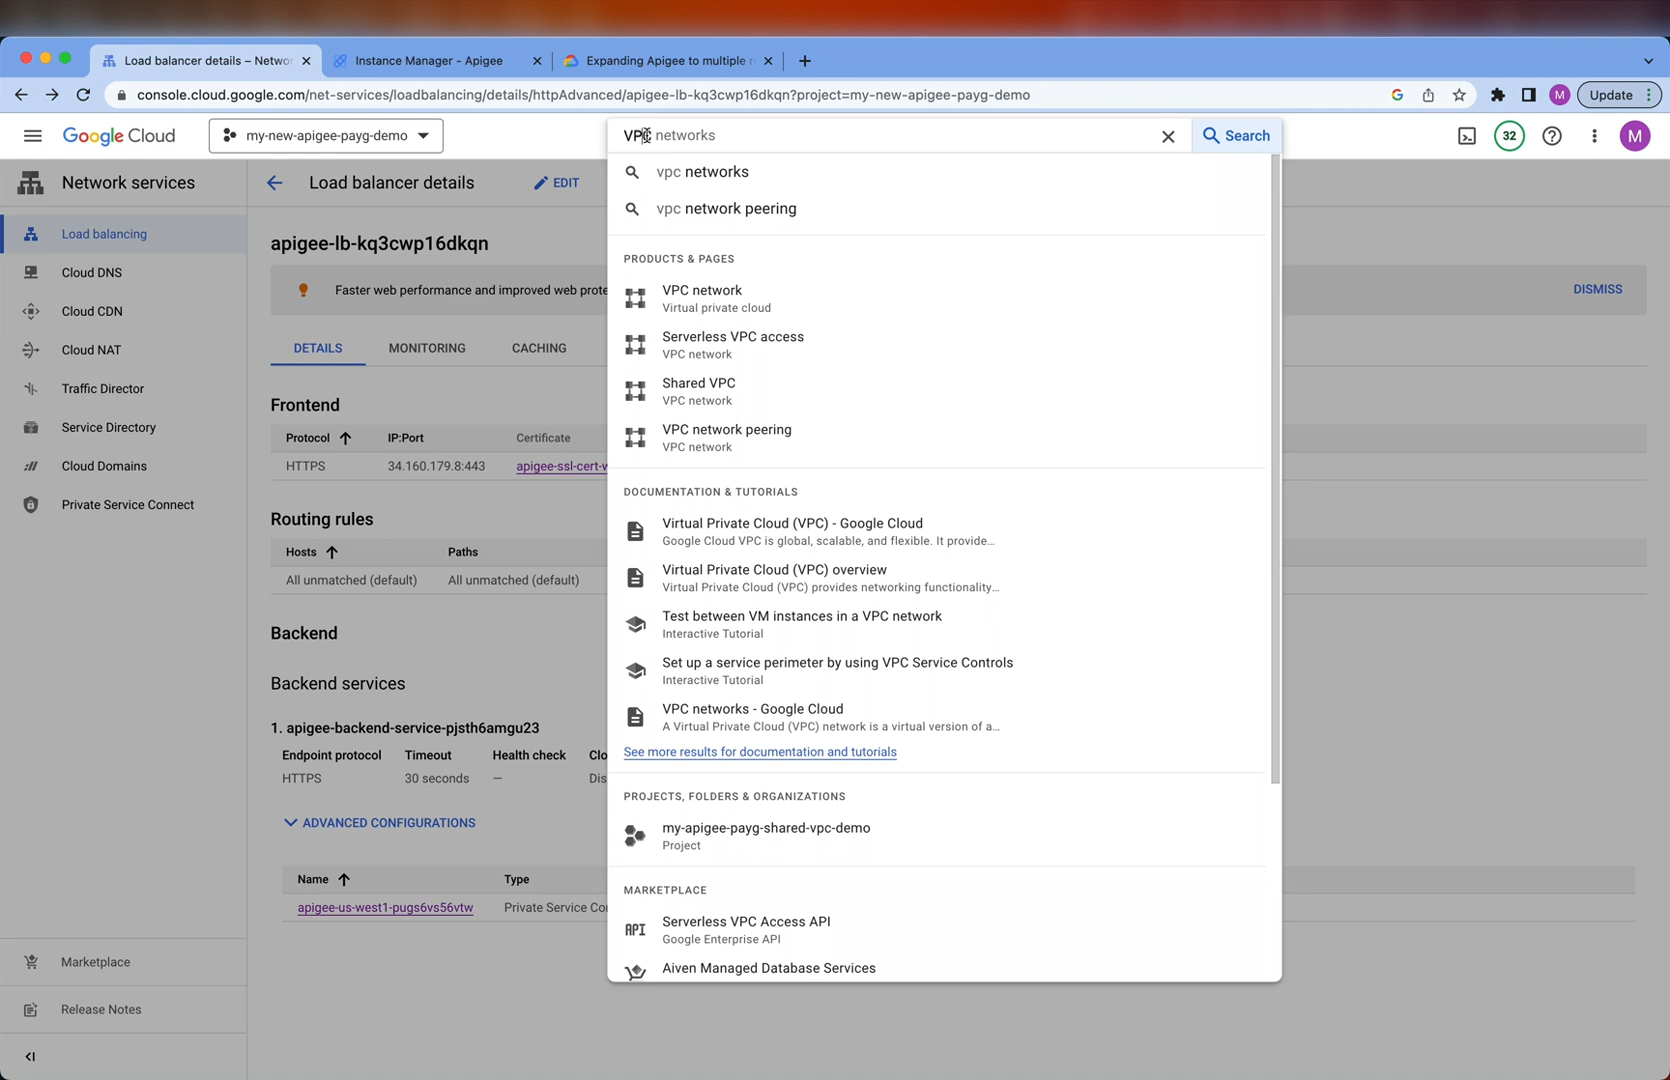 Load balancer details – Netwo
Instance Manager - Apigee
Expanding Apigee to multiple r
console.cloud.google.com/net-services/loadbalancing/details/httpAdvanced/apigee-lb-kq3cwp16dkqn?project=my-new-apigee-payg-demo
M
Update
Google Cloud
my-new-apigee-payg-demo
VPC networks
Search
32
M
Network services
Load balancer details
EDIT
Load balancing
Cloud DNS
Cloud CDN
Cloud NAT
Traffic Director
Service Directory
Cloud Domains
Private Service Connect
Marketplace
Release Notes
apigee-lb-kq3cwp16dkqn
Faster web performance and improved web prote
DISMISS
DETAILS
MONITORING
CACHING
Frontend
Protocol
IP:Port
Certificate
HTTPS
34.160.179.8:443
apigee-ssl-cert-w
Routing rules
Hosts
Paths
All unmatched (default)
All unmatched (default)
Backend
Backend services
1. apigee-backend-service-pjsth6amgu23
Endpoint protocol
Timeout
Health check
Clo
HTTPS
30 seconds
—
Dis
ADVANCED CONFIGURATIONS
Name
Type
apigee-us-west1-pugs6vs56vtw
Private Service Co
vpc networks
vpc network peering
PRODUCTS & PAGES
VPC network
Virtual private cloud
Serverless VPC access
VPC network
Shared VPC
VPC network
VPC network peering
VPC network
DOCUMENTATION & TUTORIALS
Virtual Private Cloud (VPC) - Google Cloud
Google Cloud VPC is global, scalable, and flexible. It provide…
Virtual Private Cloud (VPC) overview
Virtual Private Cloud (VPC) provides networking functionality…
Test between VM instances in a VPC network
Interactive Tutorial
Set up a service perimeter by using VPC Service Controls
Interactive Tutorial
VPC networks - Google Cloud
A Virtual Private Cloud (VPC) network is a virtual version of a…
See more results for documentation and tutorials
PROJECTS, FOLDERS & ORGANIZATIONS
my-apigee-payg-shared-vpc-demo
Project
MARKETPLACE
API
Serverless VPC Access API
Google Enterprise API
Aiven Managed Database Services